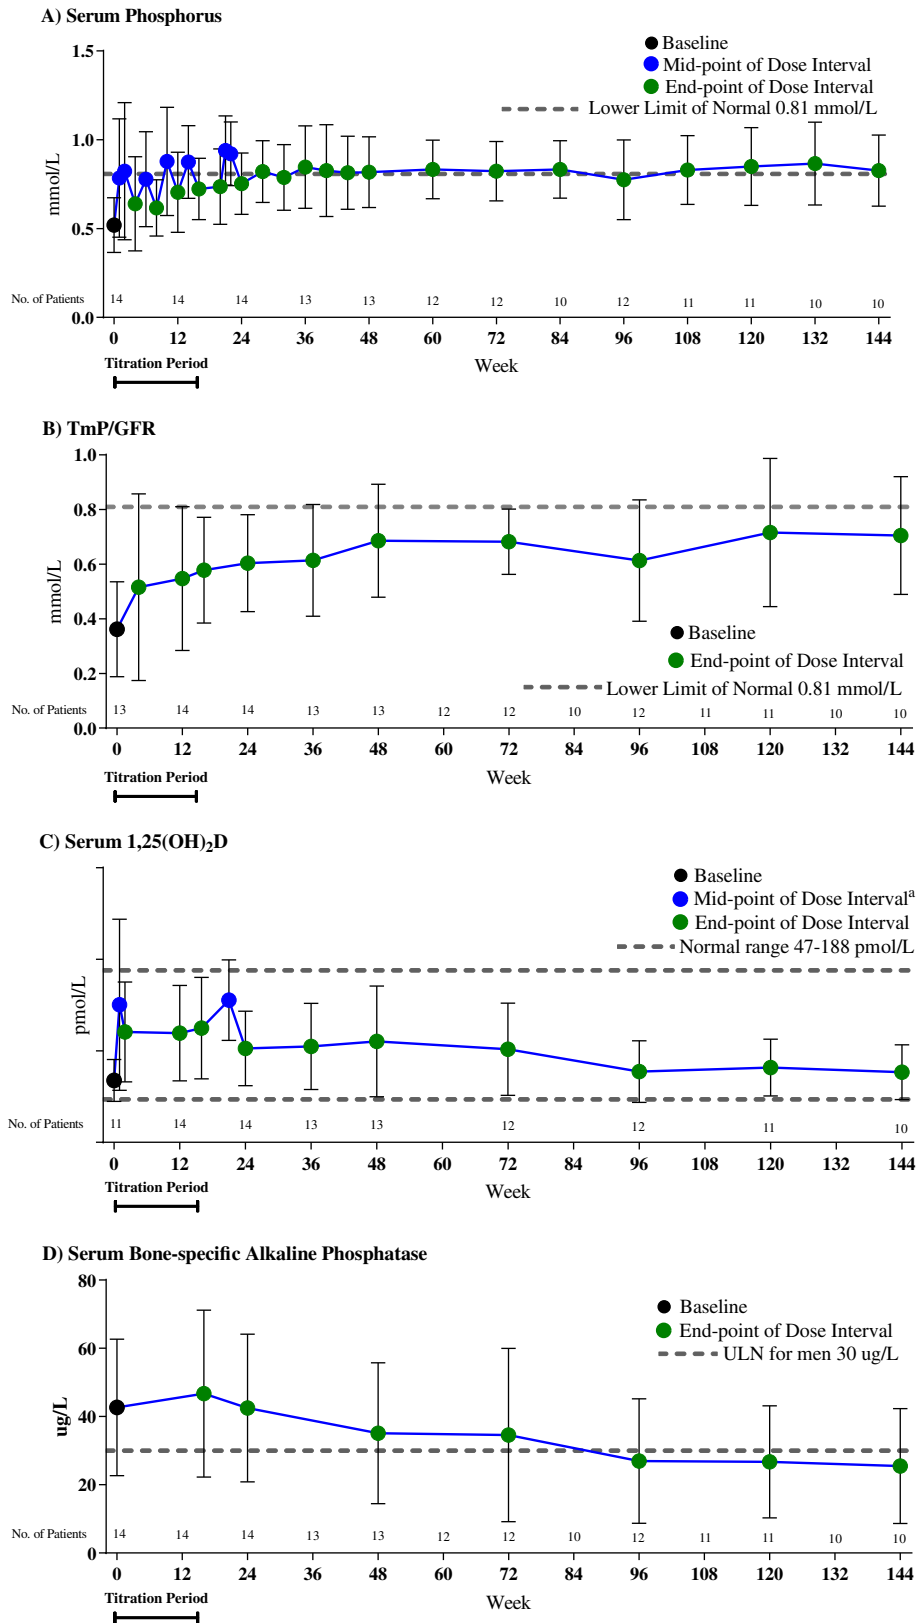 A) Serum Phosphorus
1.5
Baseline
Mid-point of Dose Interval
End-point of Dose Interval
Lower Limit of Normal 0.81 mmol/L
1.0
mmol/L
0.5
No. of Patients 14 14 14 13 13 12 12 10 12 11 11 10 10
0.0
0 12 24 36 48 60 72 84 96 108 120 132 144
Titration Period
Week
B) TmP/GFR
1.0
0.8
0.6
mmol/L
0.4
Baseline
End-point of Dose Interval
0.2
Lower Limit of Normal 0.81 mmol/L
No. of Patients 13 14 14 13 13 12 12 10 12 11 11 10 10
0.0
0 12 24 36 48 60 72 84 96 108 120 132 144
Titration Period
Week
C) Serum 1,25(OH)₂D
Baseline
Mid-point of Dose Intervalᵃ
End-point of Dose Interval
Normal range 47-188 pmol/L
pmol/L
No. of Patients 11 14 14 13 13 12 12 11 10
0 12 24 36 48 60 72 84 96 108 120 132 144
Titration Period
Week
D) Serum Bone-specific Alkaline Phosphatase
80
Baseline
End-point of Dose Interval
ULN for men 30 ug/L
60
40
ug/L
20
No. of Patients 14 14 14 13 13 12 12 10 12 11 11 10 10
0
0 12 24 36 48 60 72 84 96 108 120 132 144
Titration Period
Week